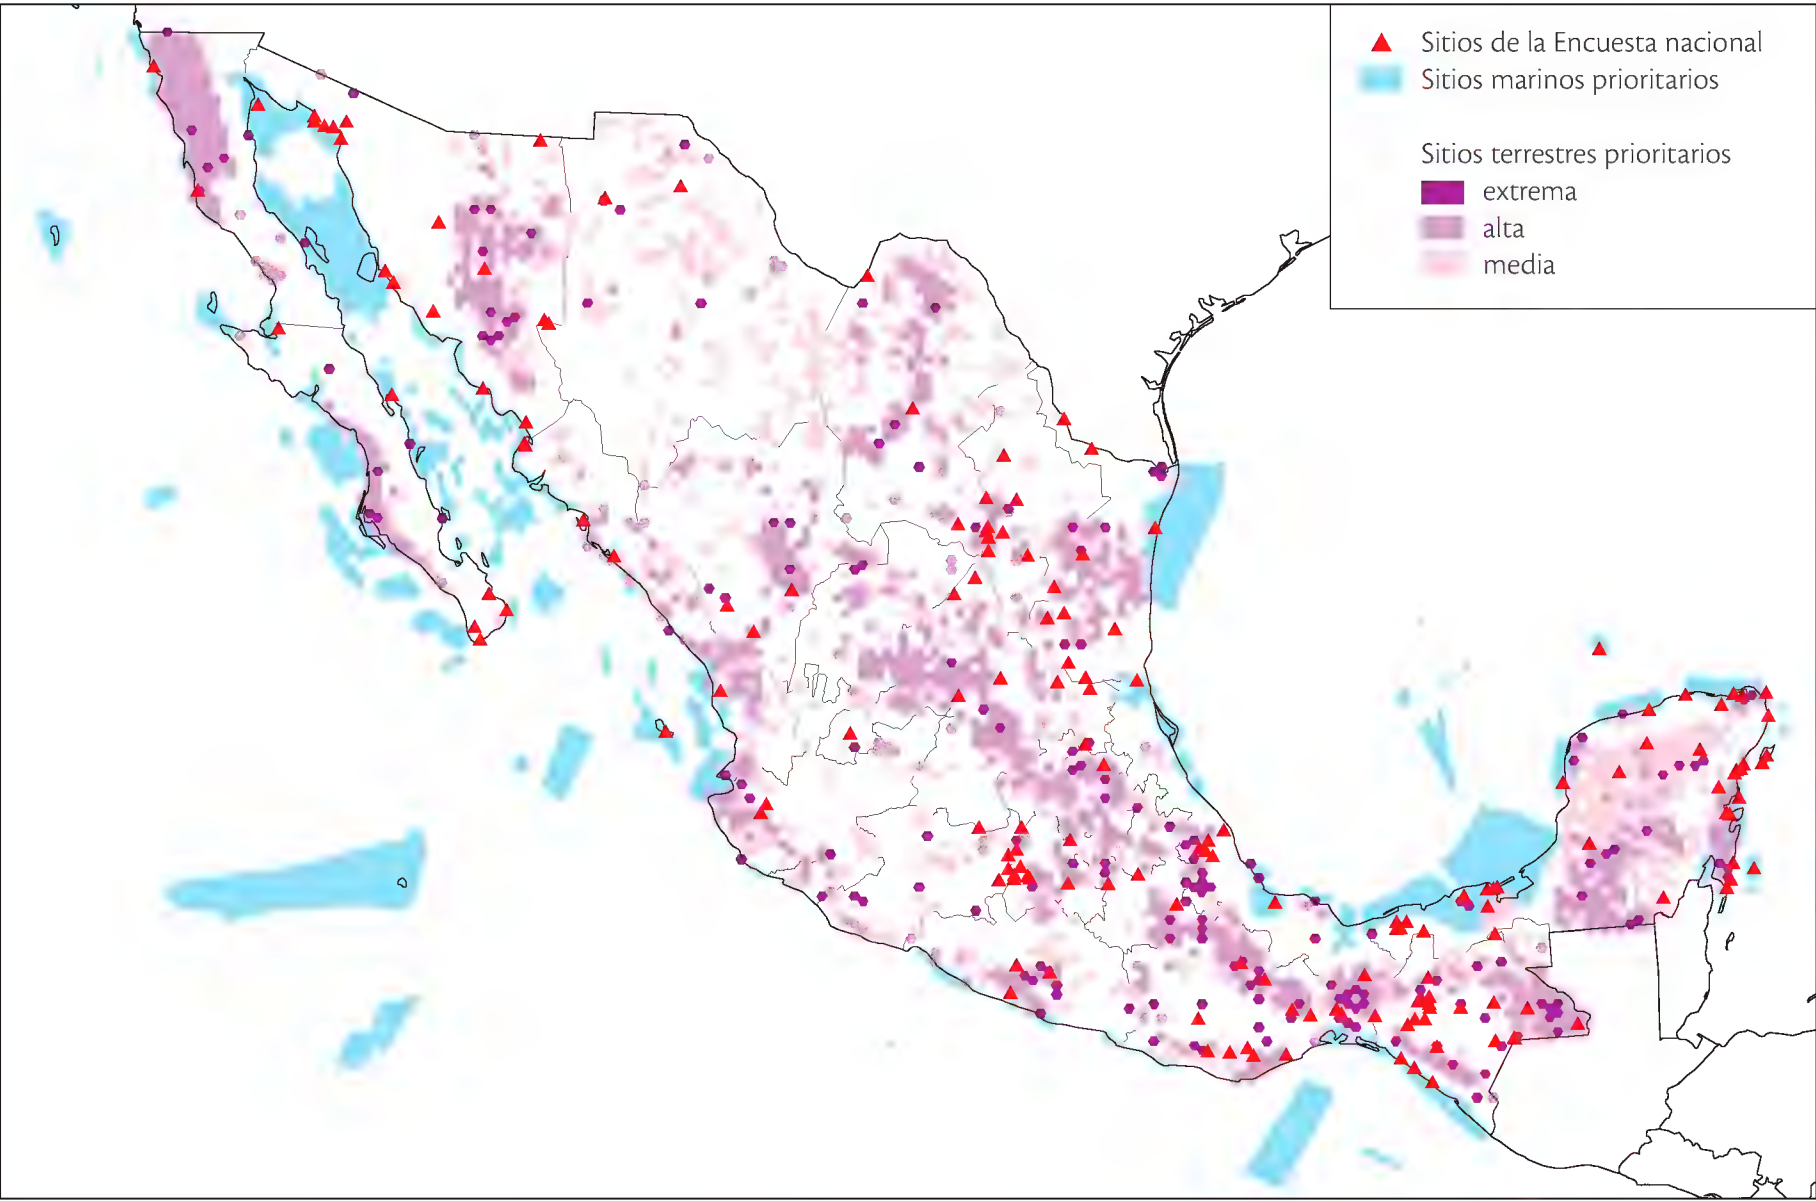 Sitios de la Encuesta nacional
Sitios marinos prioritarios
Sitios terrestres prioritarios
extrema
alta
media